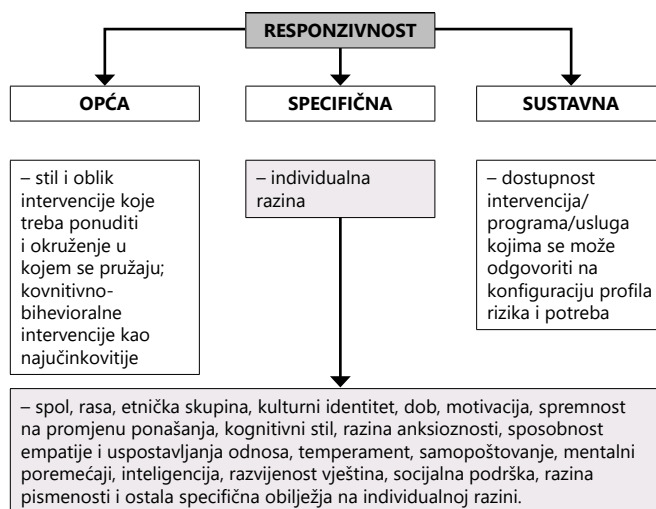 RESPONZIVNOST
OPĆA
SPECIFIČNA
SUSTAVNA
– stil i oblik
intervencije koje
treba ponuditi
i okruženje u
kojem se pružaju;
kovnitivno-
bihevioralne
intervencije kao
najučinkovitije
– individualna
razina
– dostupnost
intervencija/
programa/usluga
kojima se može
odgovoriti na
konfiguraciju profila
rizika i potreba
– spol, rasa, etnička skupina, kulturni identitet, dob, motivacija, spremnost
na promjenu ponašanja, kognitivni stil, razina anksioznosti, sposobnost
empatije i uspostavljanja odnosa, temperament, samopoštovanje, mentalni
poremećaji, inteligencija, razvijenost vještina, socijalna podrška, razina
pismenosti i ostala specifična obilježja na individualnoj razini.